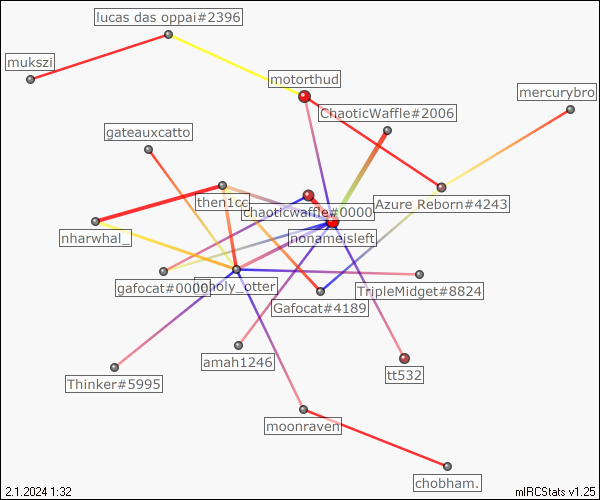 lucas das oppai#2396
mukszi
motorthud
mercurybro
ChaoticWaffle#2006
gateauxcatto
then1cc
Azure Reborn#4243
chaoticwaffle#0000
nharwhal_
nonameisleft
gafocat#0000
holy_otter
TripleMidget#8824
Gafocat#4189
amah1246
tt532
Thinker#5995
moonraven
chobham.
2.1.2024 1:32
mIRCStats v1.25